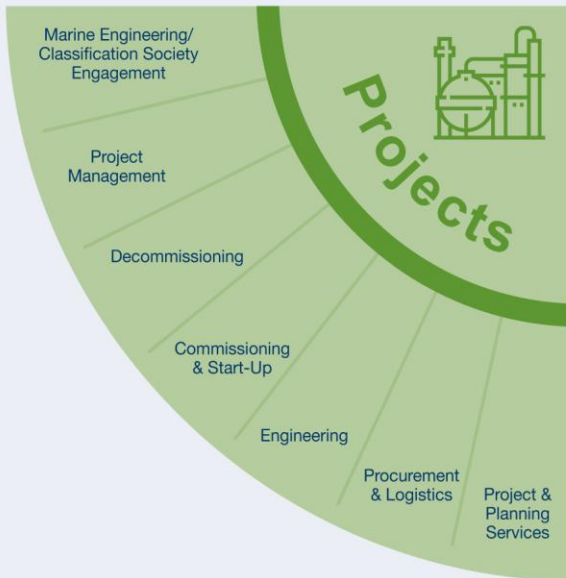 Projects
Marine Engineering/
Classification Society
Engagement
Project
Management
Decommissioning
Commissioning
& Start-Up
Engineering
Procurement
& Logistics
Project &
Planning
Services